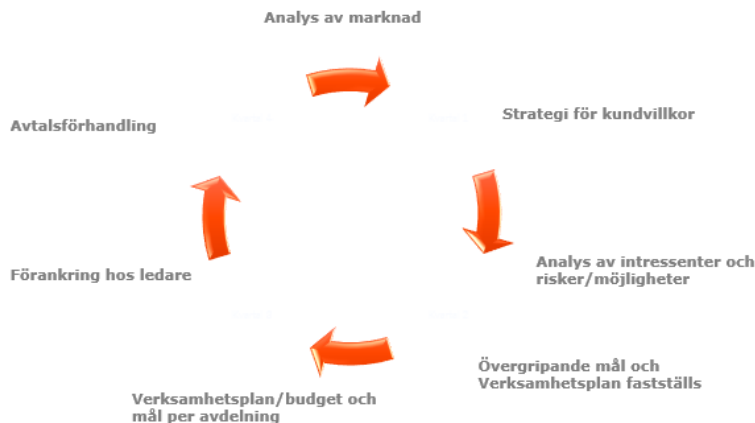 Analys av marknad
Strategi för kundvillkor
Analys av intressenter och
risker/möjligheter
Övergripande mål och
Verksamhetsplan fastställs
Verksamhetsplan/budget och
mål per avdelning
Förankring hos ledare
Avtalsförhandling